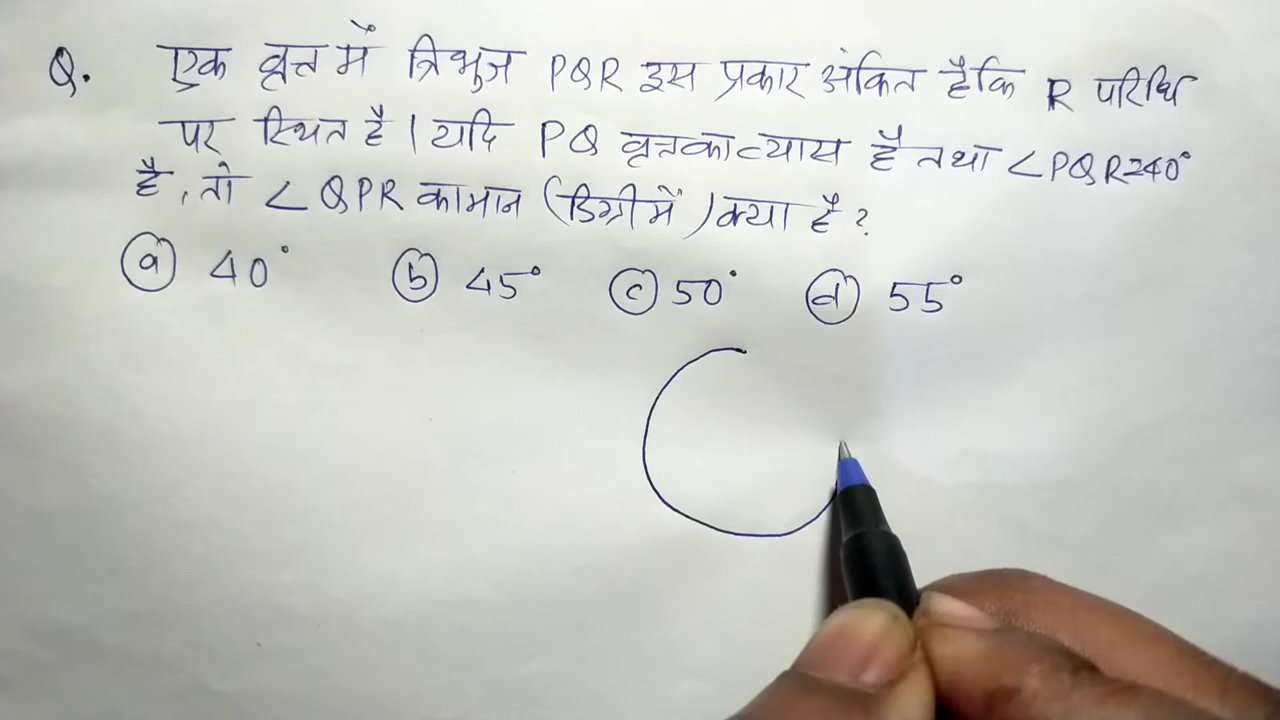 Q. एक वृत्त में त्रिभुज PQR इस प्रकार अंकित है कि R परिधि
पर स्थित है। यदि PQ वृत्त का व्यास है तथा ∠PQR=40°
है, तो ∠QPR का मान (डिग्री में) क्या है?
(a) 40° (b) 45° (c) 50° (d) 55°